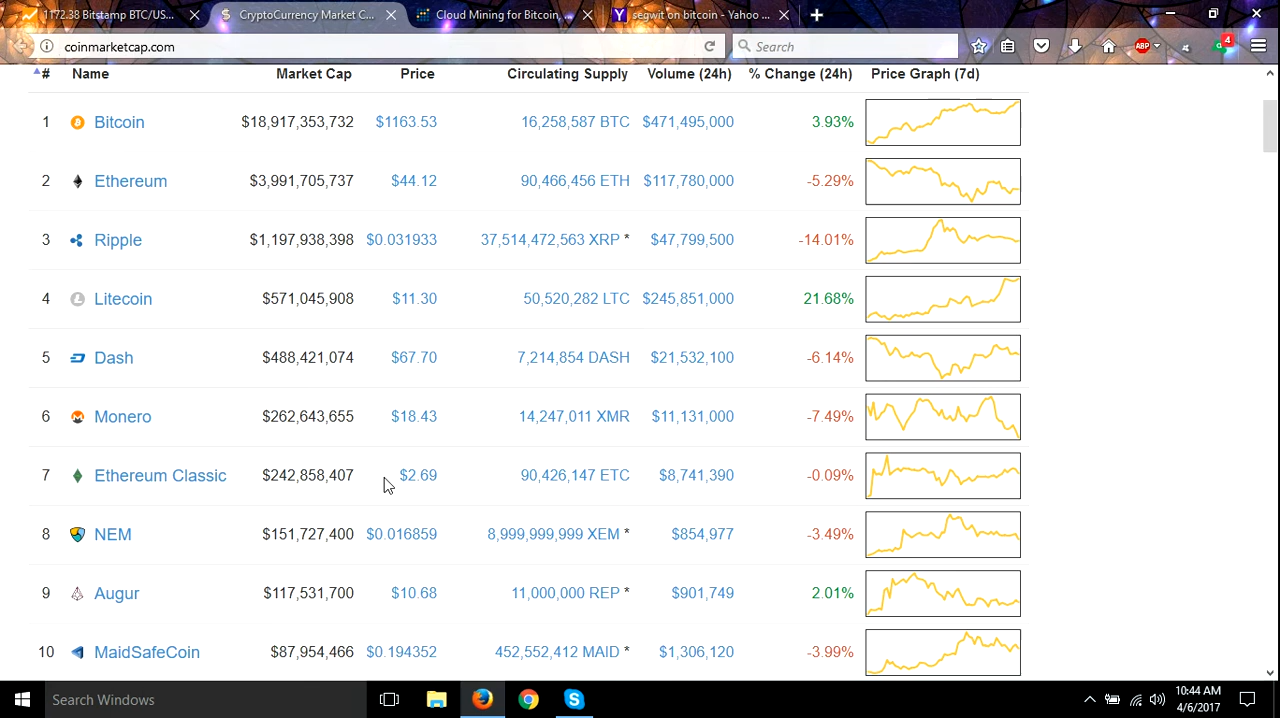 1172.38 Bitstamp BTC/US...
CryptoCurrency Market C...
Cloud Mining for Bitcoin, ...
segwit on bitcoin - Yahoo ...
coinmarketcap.com
Search
ABP
4
# Name Market Cap Price Circulating Supply Volume (24h) % Change (24h) Price Graph (7d)
1 Bitcoin $18,917,353,732 $1163.53 16,258,587 BTC $471,495,000 3.93%
2 Ethereum $3,991,705,737 $44.12 90,466,456 ETH $117,780,000 -5.29%
3 Ripple $1,197,938,398 $0.031933 37,514,472,563 XRP * $47,799,500 -14.01%
4 Litecoin $571,045,908 $11.30 50,520,282 LTC $245,851,000 21.68%
5 Dash $488,421,074 $67.70 7,214,854 DASH $21,532,100 -6.14%
6 Monero $262,643,655 $18.43 14,247,011 XMR $11,131,000 -7.49%
7 Ethereum Classic $242,858,407 $2.69 90,426,147 ETC $8,741,390 -0.09%
8 NEM $151,727,400 $0.016859 8,999,999,999 XEM * $854,977 -3.49%
9 Augur $117,531,700 $10.68 11,000,000 REP * $901,749 2.01%
10 MaidSafeCoin $87,954,466 $0.194352 452,552,412 MAID * $1,306,120 -3.99%
Search Windows
10:44 AM
4/6/2017